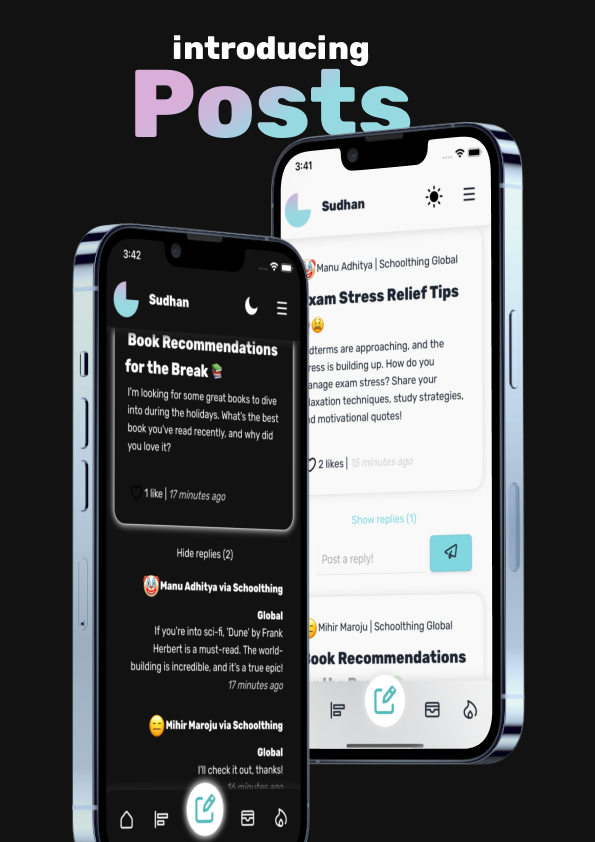 introducing
Posts
3:41
Sudhan
Manu Adhitya | Schoolthing Global
xam Stress Relief Tips
dterms are approaching, and the
ress is building up. How do you
anage exam stress? Share your
laxation techniques, study strategies,
d motivational quotes!
2 likes | 15 minutes ago
Show replies (1)
Post a reply!
Mihir Maroju | Schoolthing Global
Book Recommendations
3:42
Sudhan
Book Recommendations
for the Break
I'm looking for some great books to dive
into during the holidays. What's the best
book you've read recently, and why did
you love it?
1 like | 17 minutes ago
Hide replies (2)
Manu Adhitya via Schoolthing
Global
If you're into sci-fi, 'Dune' by Frank
Herbert is a must-read. The world-
building is incredible, and it's a true epic!
17 minutes ago
Mihir Maroju via Schoolthing
Global
I'll check it out, thanks!
16 minutes ago